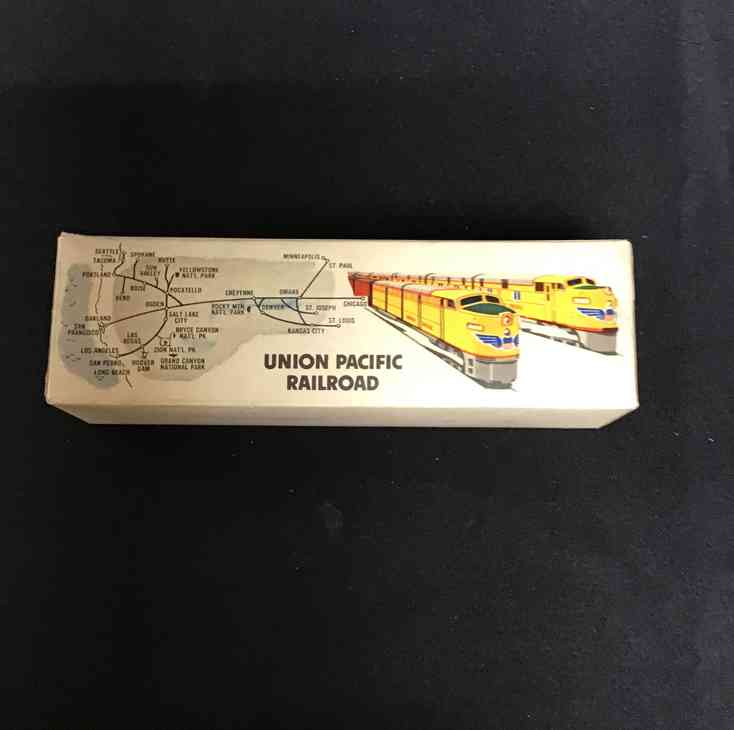 SEATTLE
TACOMA
SPOKANE
BUTTE
PORTLAND
SUN
VALLEY
YELLOWSTONE
NAT'L. PARK
BEND
BOISE
POCATELLO
OGDEN
SALT LAKE
CITY
OAKLAND
SAN
FRANCISCO
LAS
VEGAS
BRYCE CANYON
NAT'L PK
ZION NAT'L. PK
LOS ANGELES
SAN PEDRO
LONG BEACH
HOOVER
DAM
GRAND CANYON
NATIONAL PARK
CHEYENNE
ROCKY MTN
NAT'L PARK
DENVER
OMAHA
MINNEAPOLIS
ST. PAUL
CHICAGO
ST. JOSEPH
ST. LOUIS
KANSAS CITY
UNION PACIFIC
RAILROAD